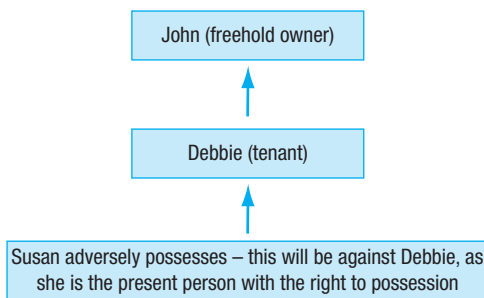 John (freehold owner)
Debbie (tenant)
Susan adversely possesses – this will be against Debbie, as
she is the present person with the right to possession